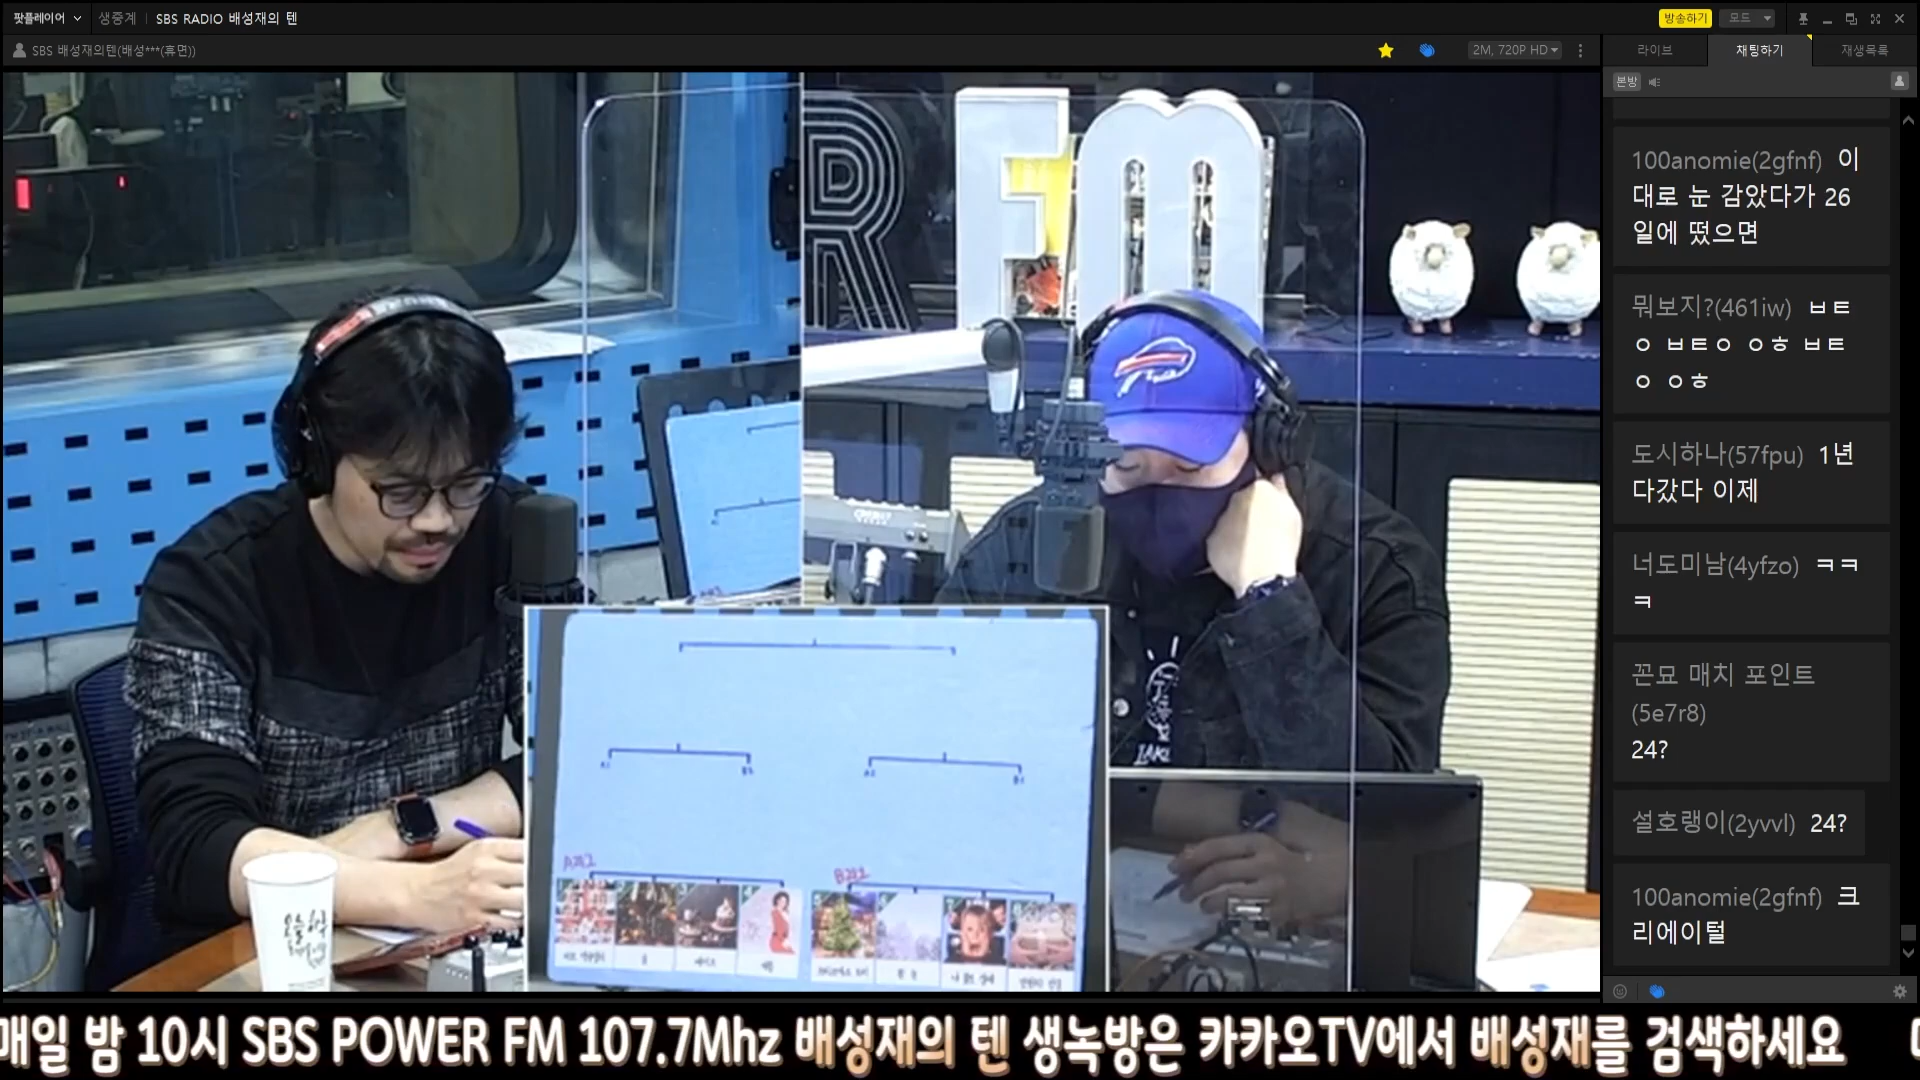 팟플레이어
생중계
SBS RADIO 배성재의 텐
방송하기
모드
SBS 배성재의텐(배성***(휴면))
2M, 720P HD
라이브
채팅하기
재생목록
본방
100anomie(2gfnf) 이
대로 눈 감았다가 26
일에 떴으면
뭐보지?(461iw) ㅂㅌ
ㅇ ㅂㅌㅇ ㅇㅎ ㅂㅌ
ㅇ ㅇㅎ
도시하나(57fpu) 1년
다갔다 이제
너도미남(4yfzo) ㅋㅋ
ㅋ
꼰묘 매치 포인트
(5e7r8)
24?
설호랭이(2yvvl) 24?
100anomie(2gfnf) 크
리에이털
R FM
매일 밤 10시 SBS POWER FM 107.7Mhz 배성재의 텐 생녹방은 카카오TV에서 배성재를 검색하세요